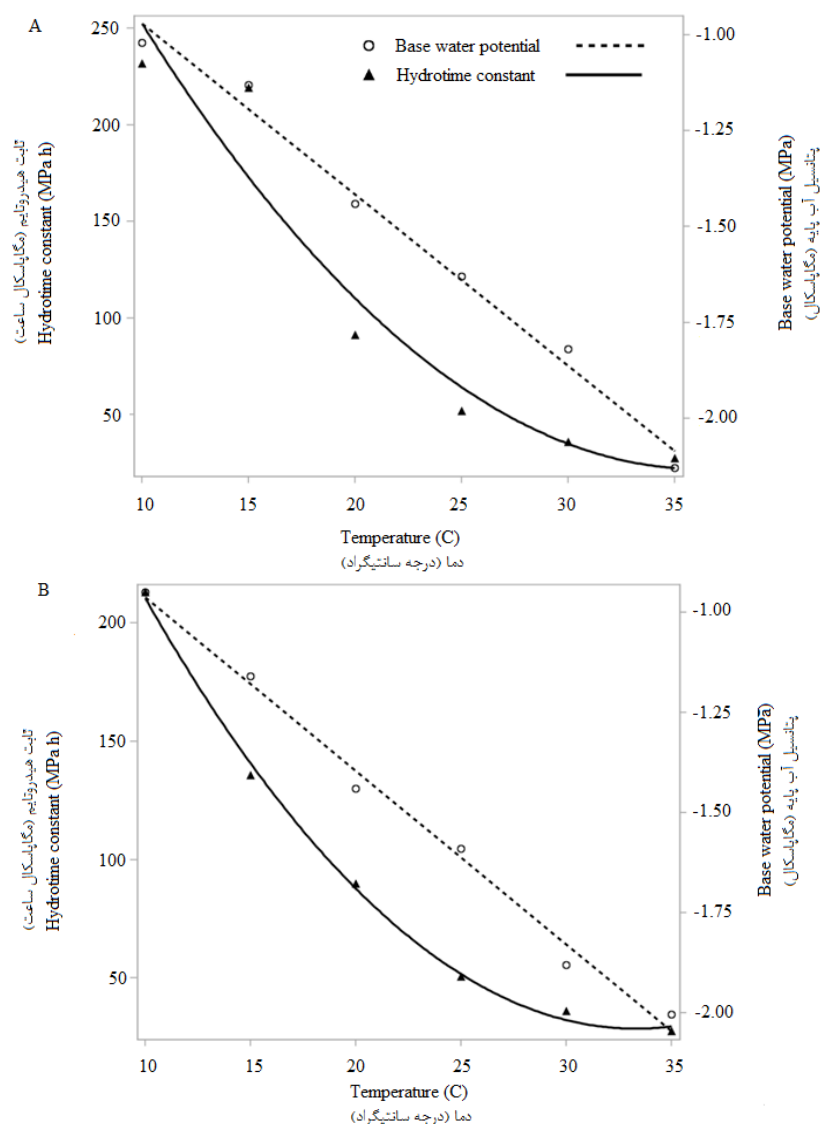 A
250
200
150
100
50
-1.00
-1.25
-1.50
-1.75
-2.00
Base water potential
Hydrotime constant
ثابت هیدروتایم (مگاپاسکال ساعت)
Hydrotime constant (MPa h)
Base water potential (MPa)
پتانسیل آب پایه (مگاپاسکال)
10 15 20 25 30 35
Temperature (C)
دما (درجه سانتیگراد)
B
200
150
100
50
-1.00
-1.25
-1.50
-1.75
-2.00
ثابت هیدروتایم (مگاپاسکال ساعت)
Hydrotime constant (MPa h)
Base water potential (MPa)
پتانسیل آب پایه (مگاپاسکال)
10 15 20 25 30 35
Temperature (C)
دما (درجه سانتیگراد)